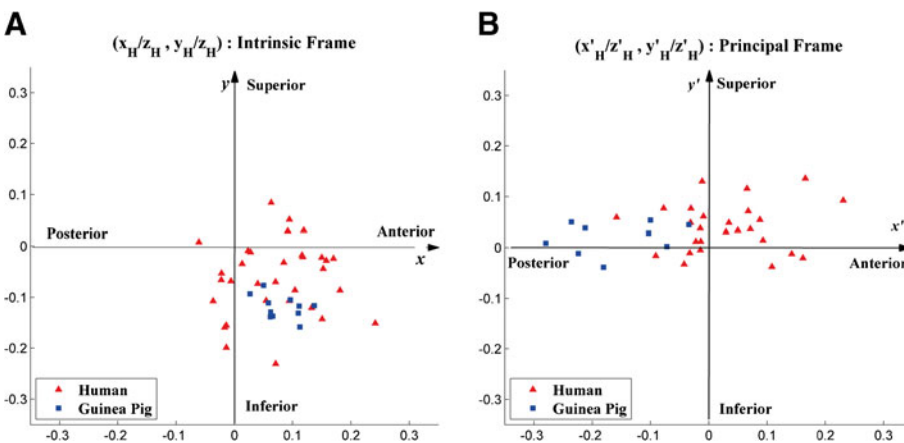 A
(x_H/z_H , y_H/z_H) : Intrinsic Frame
0.3
0.2
0.1
0
-0.1
-0.2
-0.3
y
Superior
Posterior
Anterior
x
Inferior
Human
Guinea Pig
-0.3 -0.2 -0.1 0 0.1 0.2 0.3
B
(x'_H/z'_H , y'_H/z'_H) : Principal Frame
0.3
0.2
0.1
0
-0.1
-0.2
-0.3
y'
Superior
x'
Posterior
Anterior
Inferior
Human
Guinea Pig
-0.3 -0.2 -0.1 0 0.1 0.2 0.3